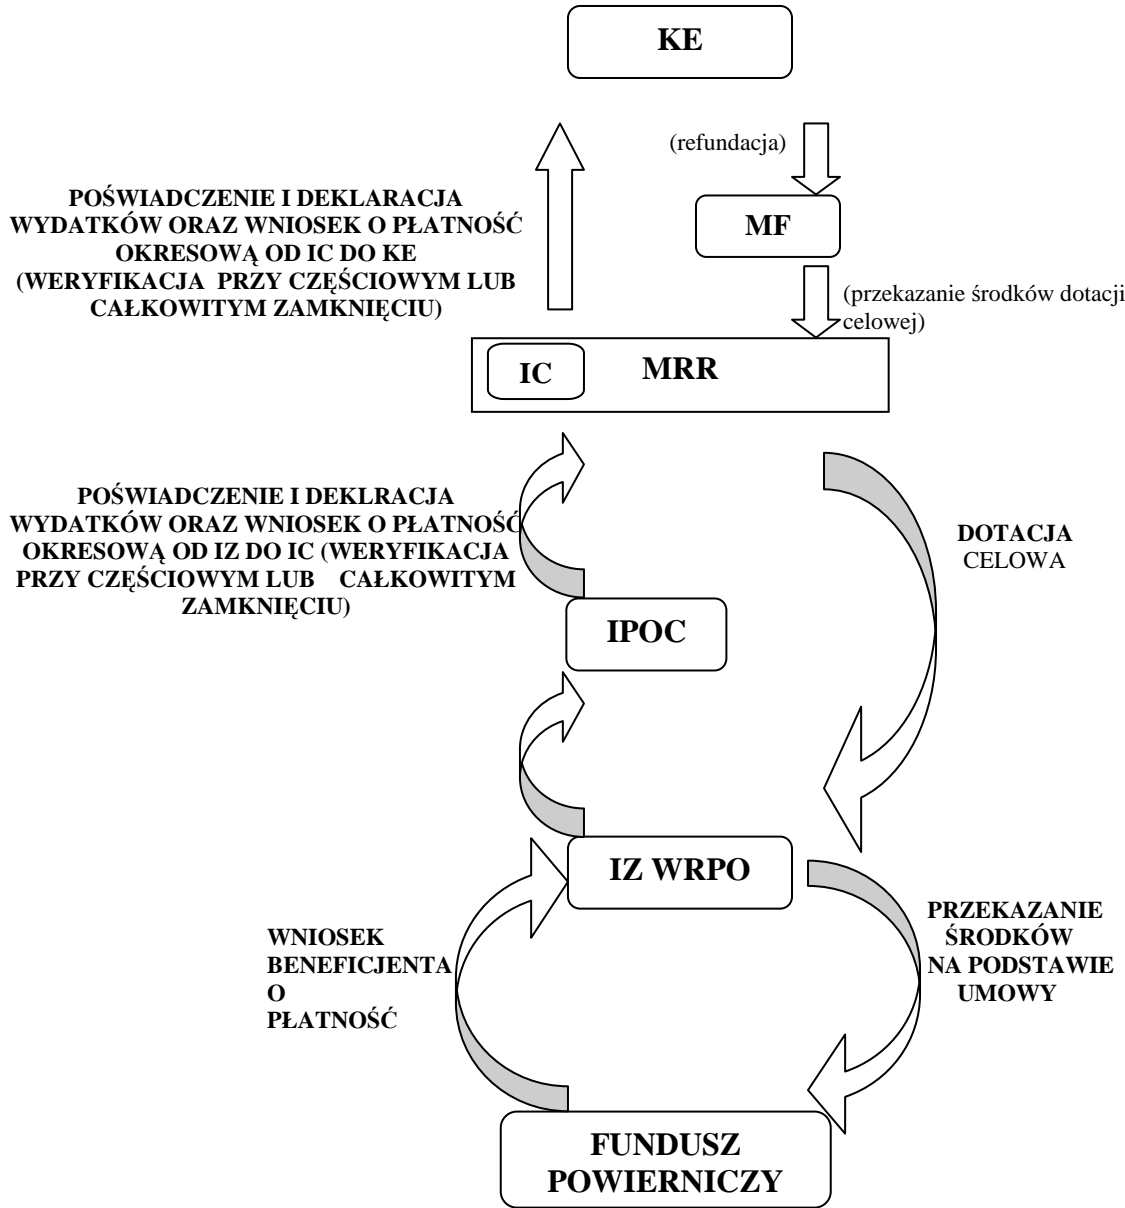 KE
(refundacja)
POŚWIADCZENIE I DEKLARACJA
WYDATKÓW ORAZ WNIOSEK O PŁATNOŚĆ
OKRESOWĄ OD IC DO KE
(WERYFIKACJA PRZY CZĘŚCIOWYM LUB
CAŁKOWITYM ZAMKNIĘCIU)
MF
(przekazanie środków dotacji
celowej)
IC
MRR
POŚWIADCZENIE I DEKLRACJA
WYDATKÓW ORAZ WNIOSEK O PŁATNOŚĆ
OKRESOWĄ OD IZ DO IC (WERYFIKACJA
PRZY CZĘŚCIOWYM LUB CAŁKOWITYM
ZAMKNIĘCIU)
DOTACJA
CELOWA
IPOC
IZ WRPO
WNIOSEK
BENEFICJENTA
O
PŁATNOŚĆ
PRZEKAZANIE
ŚRODKÓW
NA PODSTAWIE
UMOWY
FUNDUSZ
POWIERNICZY